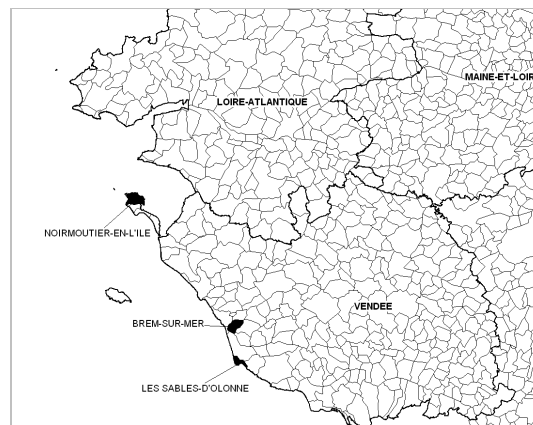 MAINE-ET-LOIR
LOIRE-ATLANTIQUE
NOIRMOUTIER-EN-L'ILE
VENDEE
BREM-SUR-MER
LES SABLES-D'OLONNE